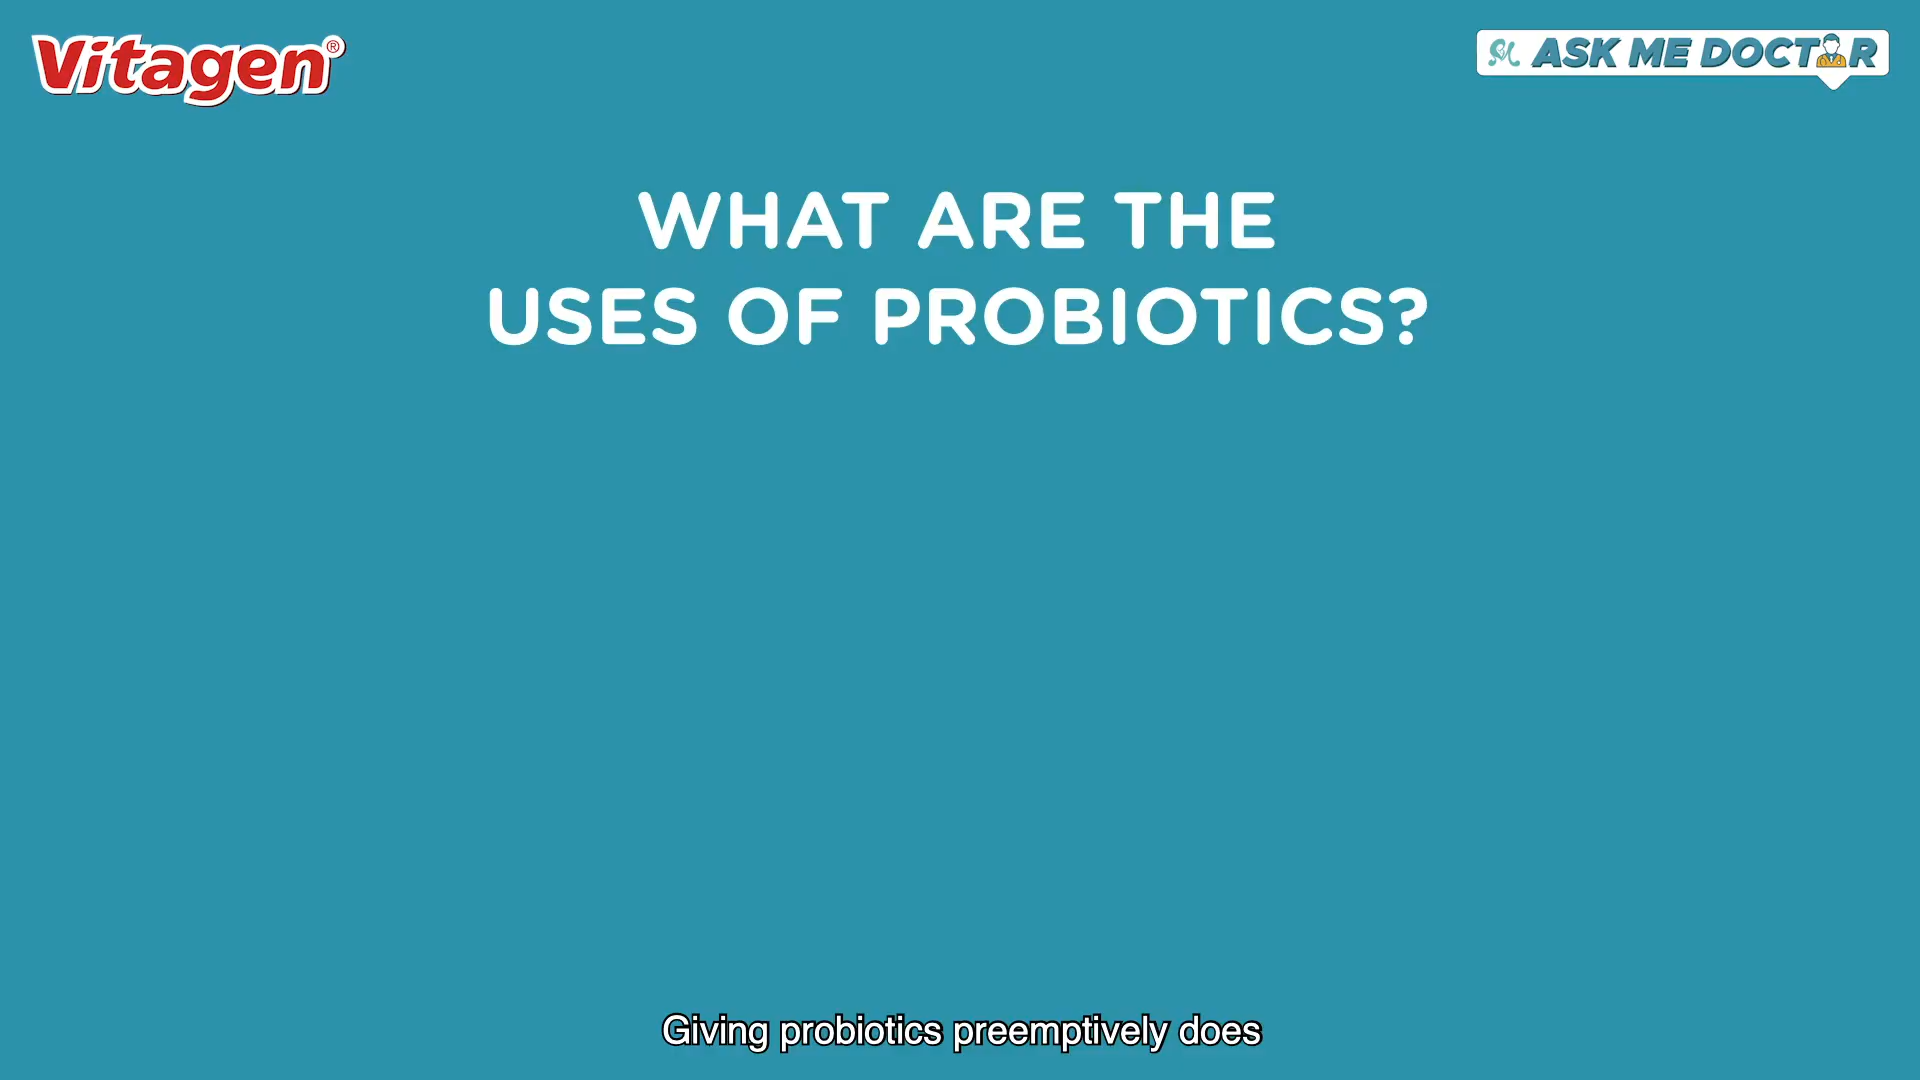 Vitagen®
ASK ME DOCTOR
WHAT ARE THE
USES OF PROBIOTICS?
Giving probiotics preemptively does